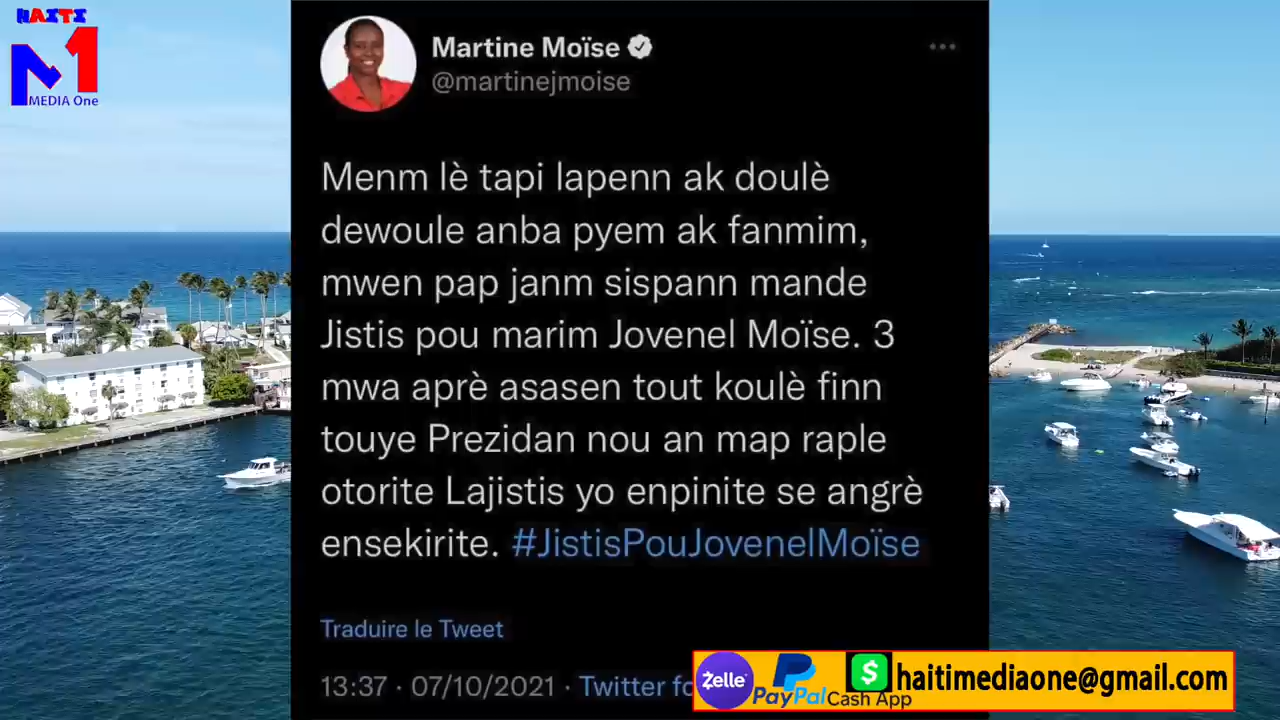 HAITI
MEDIA One
Martine Moïse
@martinejmoise
Menm lè tapi lapenn ak doulè
dewoule anba pyem ak fanmim,
mwen pap janm sispann mande
Jistis pou marim Jovenel Moïse. 3
mwa aprè asasen tout koulè finn
touye Prezidan nou an map raple
otorite Lajistis yo enpinite se angrè
ensekirite. #JistisPouJovenelMoïse
Traduire le Tweet
13:37 · 07/10/2021 · Twitter fo
Zelle
PayPal
$
Cash App
haitimediaone@gmail.com